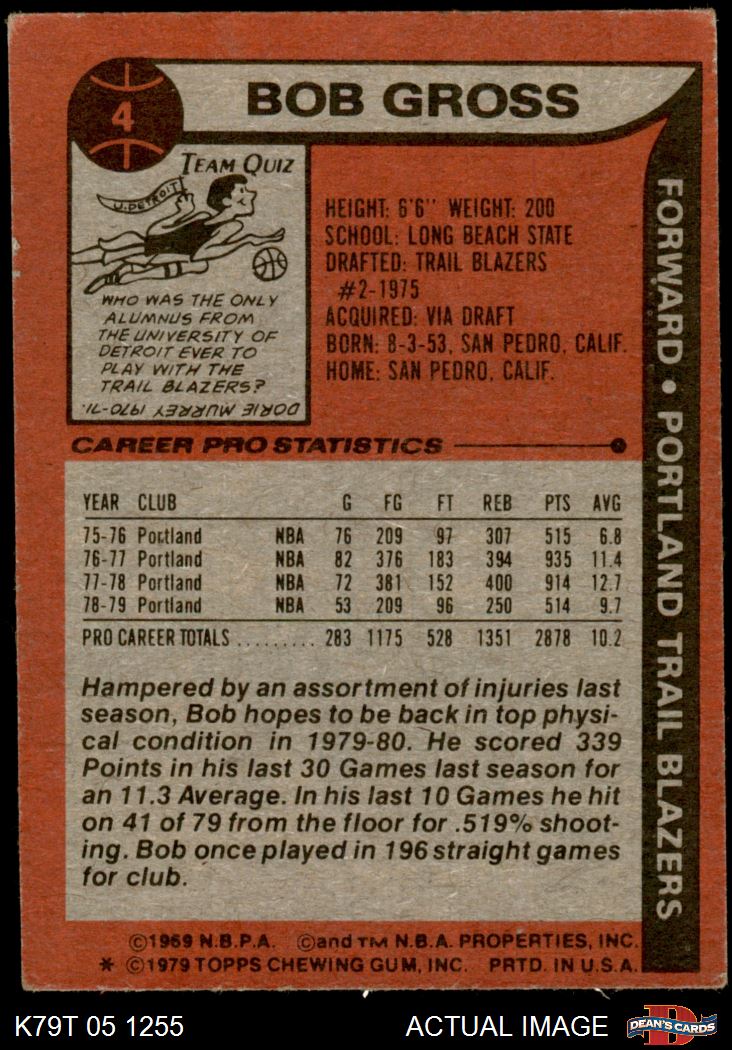 4
BOB GROSS
TEAM QUIZ
U. DETROIT
WHO WAS THE ONLY
ALUMNUS FROM
THE UNIVERSITY OF
DETROIT EVER TO
PLAY WITH THE
TRAIL BLAZERS?
DORIE MURREY 1970-71.
HEIGHT: 6'6" WEIGHT: 200
SCHOOL: LONG BEACH STATE
DRAFTED: TRAIL BLAZERS
#2-1975
ACQUIRED: VIA DRAFT
BORN: 8-3-53, SAN PEDRO, CALIF.
HOME: SAN PEDRO, CALIF.
FORWARD • PORTLAND TRAIL BLAZERS
CAREER PRO STATISTICS
YEAR CLUB G FG FT REB PTS AVG
75-76 Portland NBA 76 209 97 307 515 6.8
76-77 Portland NBA 82 376 183 394 935 11.4
77-78 Portland NBA 72 381 152 400 914 12.7
78-79 Portland NBA 53 209 96 250 514 9.7
PRO CAREER TOTALS ......... 283 1175 528 1351 2878 10.2
Hampered by an assortment of injuries last
season, Bob hopes to be back in top physi-
cal condition in 1979-80. He scored 339
Points in his last 30 Games last season for
an 11.3 Average. In his last 10 Games he hit
on 41 of 79 from the floor for .519% shoot-
ing. Bob once played in 196 straight games
for club.
©1969 N.B.P.A. ©and TM N.B.A. PROPERTIES, INC.
* ©1979 TOPPS CHEWING GUM, INC. PRTD. IN U.S.A.
K79T 05 1255 ACTUAL IMAGE
D
DEAN'S CARDS